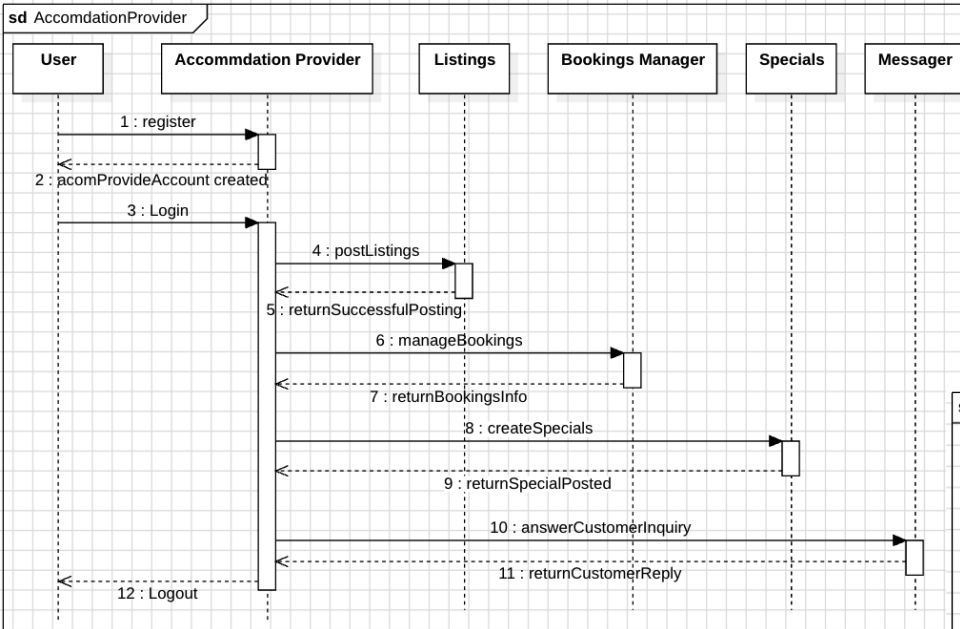 sd AccomdationProvider
User
Accommdation Provider
Listings
Bookings Manager
Specials
Messager
1 : register
2 : acomProvideAccount created
3 : Login
4 : postListings
5 : returnSuccessfulPosting
6 : manageBookings
7 : returnBookingsInfo
8 : createSpecials
9 : returnSpecialPosted
10 : answerCustomerInquiry
11 : returnCustomerReply
12 : Logout